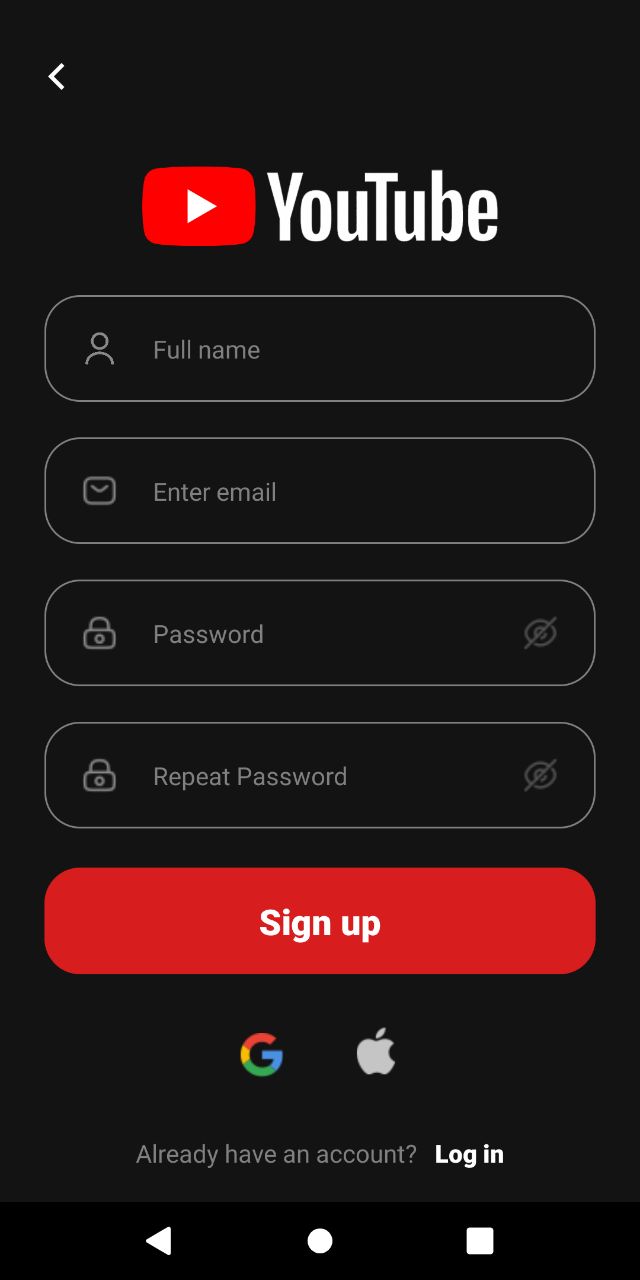 YouTube
Full name
Enter email
Password
Repeat Password
Sign up
Already have an account? Log in